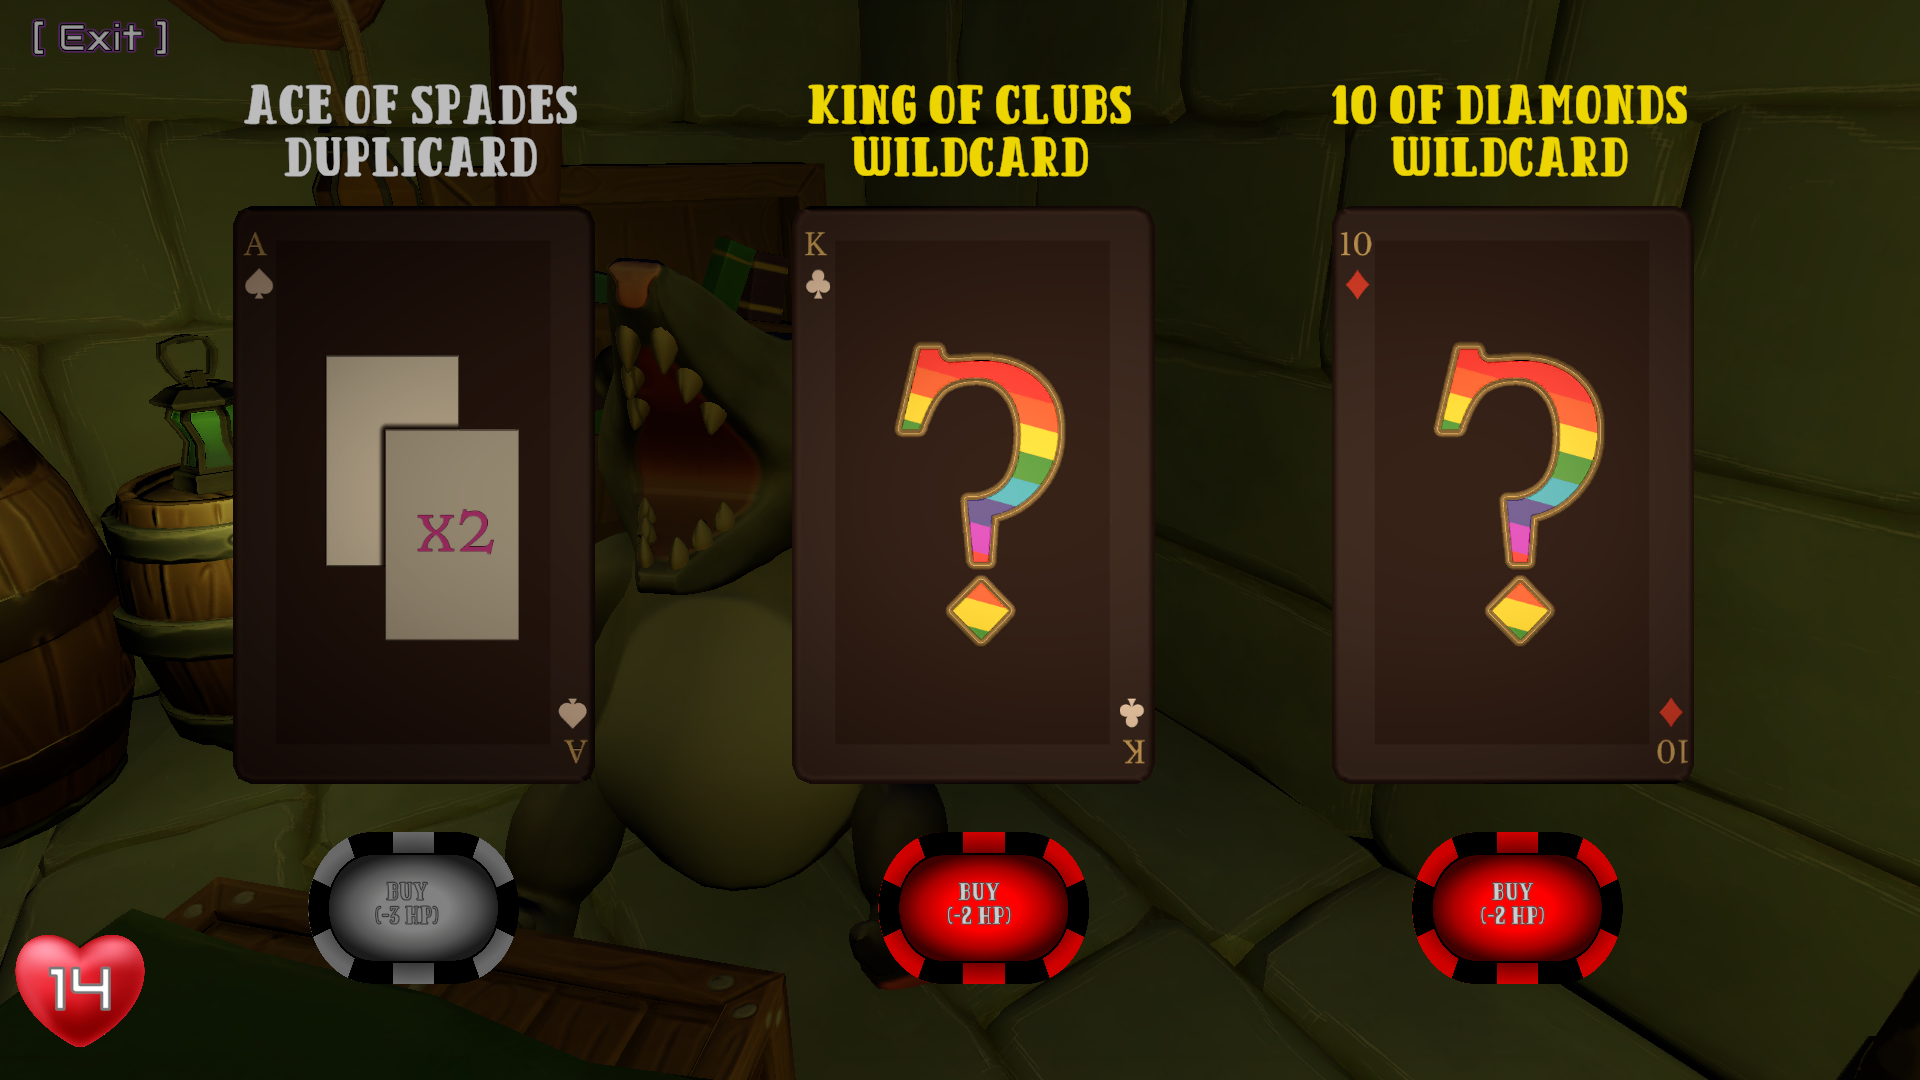 [ Exit ]
ACE OF SPADES
DUPLICARD
KING OF CLUBS
WILDCARD
10 OF DIAMONDS
WILDCARD
A
K
10
X2
A
K
10
BUY
(-3 HP)
BUY
(-2 HP)
BUY
(-2 HP)
14